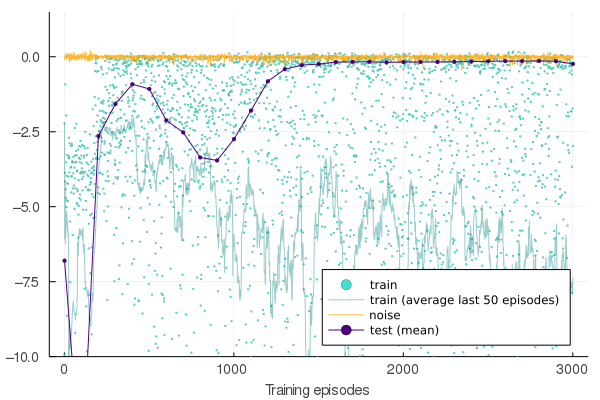 0.0
−2.5
−5.0
−7.5
−10.0
train
train (average last 50 episodes)
noise
test (mean)
0
1000
2000
3000
Training episodes